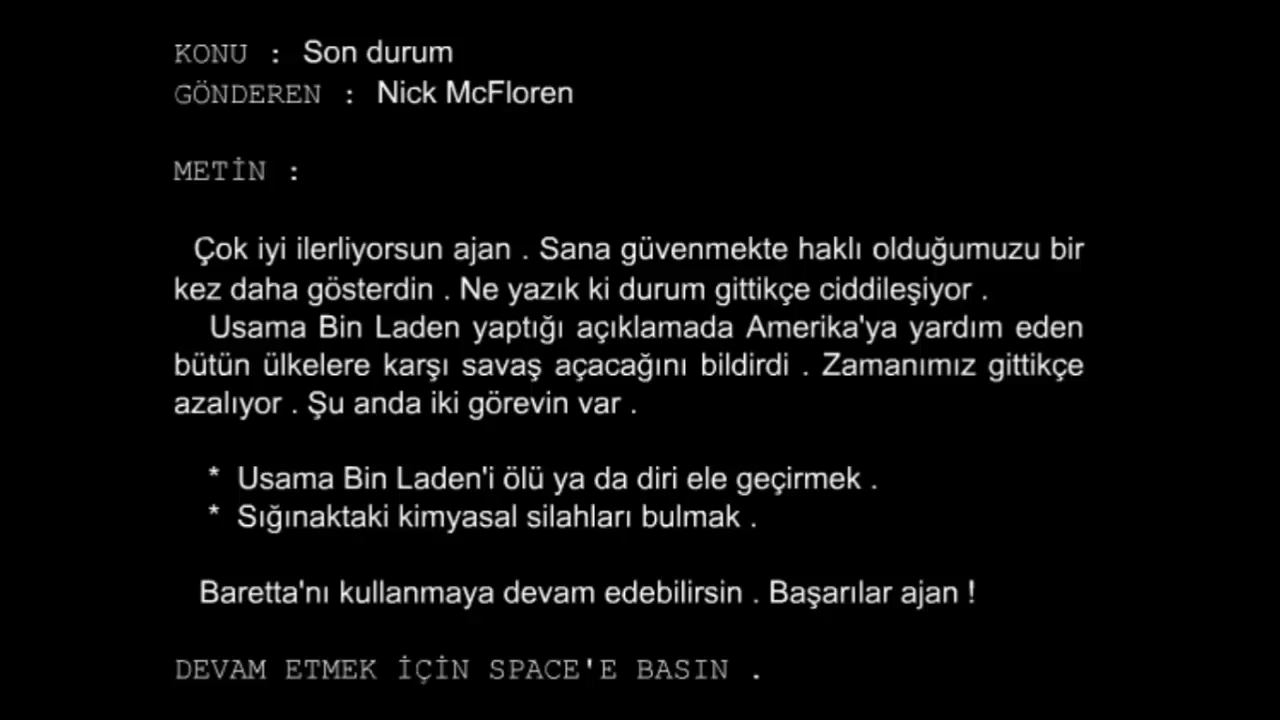 KONU : Son durum
GÖNDEREN : Nick McFloren
METİN :
Çok iyi ilerliyorsun ajan . Sana güvenmekte haklı olduğumuzu bir
kez daha gösterdin . Ne yazık ki durum gittikçe ciddileşiyor .
Usama Bin Laden yaptığı açıklamada Amerika'ya yardım eden
bütün ülkelere karşı savaş açacağını bildirdi . Zamanımız gittikçe
azalıyor . Şu anda iki görevin var .
* Usama Bin Laden'i ölü ya da diri ele geçirmek .
* Sığınaktaki kimyasal silahları bulmak .
Baretta'nı kullanmaya devam edebilirsin . Başarılar ajan !
DEVAM ETMEK İÇİN SPACE'E BASIN .